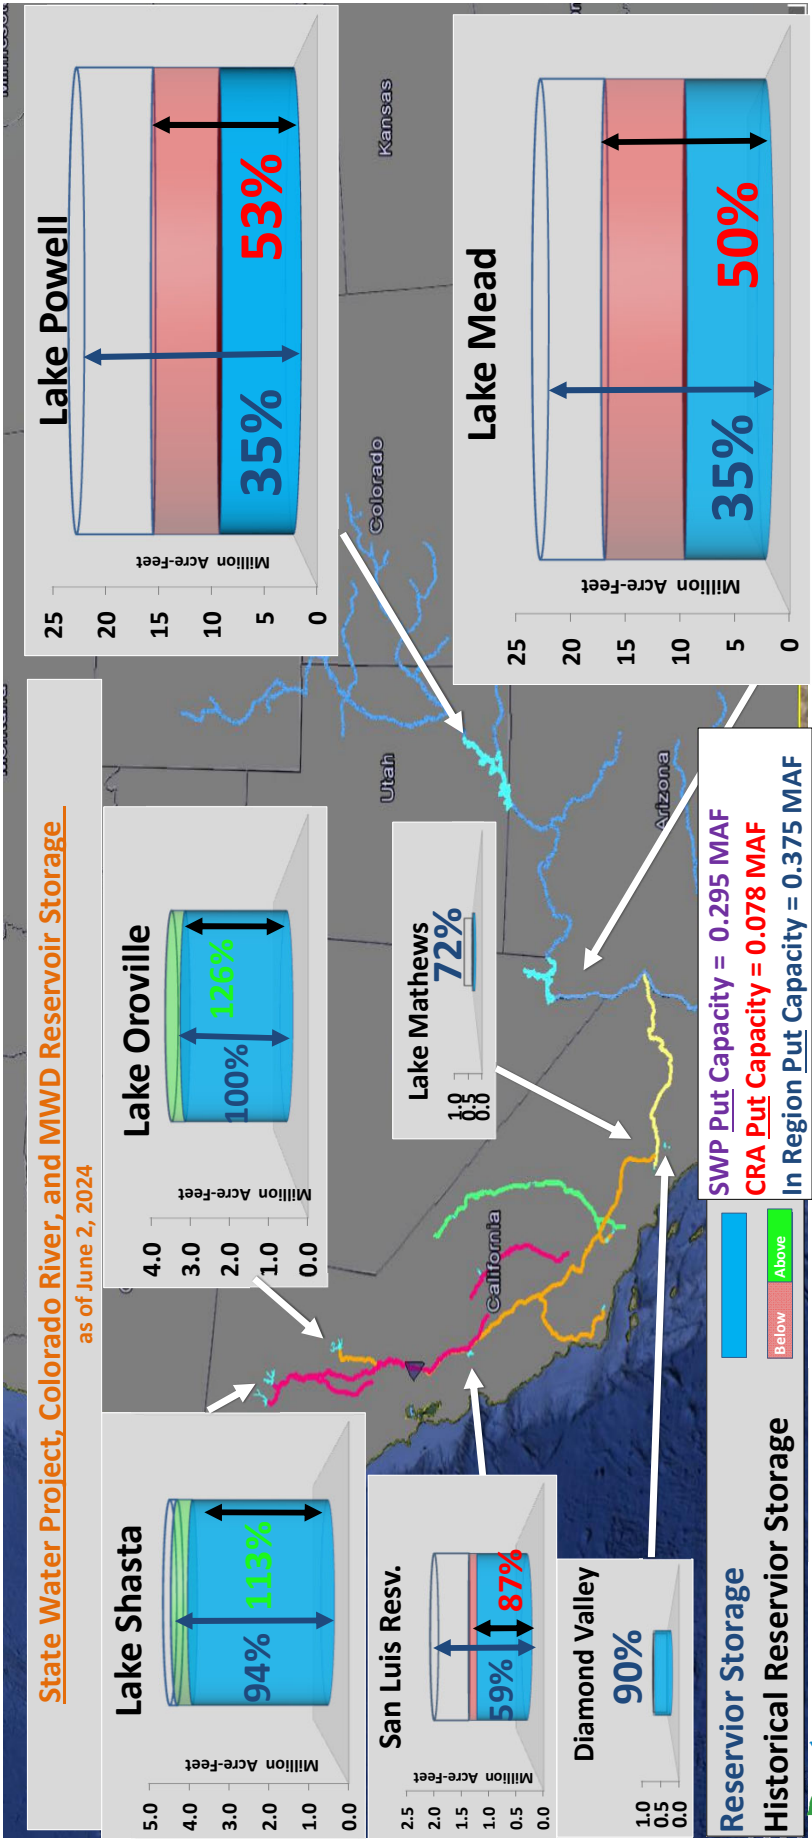 State Water Project, Colorado River, and MWD Reservoir Storage
as of June 2, 2024
Lake Shasta
5.0
4.0
3.0
2.0
1.0
0.0
Million Acre-Feet
94%
113%
Lake Oroville
4.0
3.0
2.0
1.0
0.0
Million Acre-Feet
100%
126%
Lake Powell
25
20
15
10
5
0
Million Acre-Feet
35%
53%
San Luis Resv.
2.5
2.0
1.5
1.0
0.5
0.0
Million Acre-Feet
59%
87%
Lake Mathews
1.0
0.5
0.0
72%
Lake Mead
25
20
15
10
5
0
Million Acre-Feet
35%
50%
Diamond Valley
1.0
0.5
0.0
90%
California
Utah
Colorado
Kansas
Arizona
Reservior Storage
Historical Reservior Storage
Below
Above
SWP Put Capacity = 0.295 MAF
CRA Put Capacity = 0.078 MAF
In Region Put Capacity = 0.375 MAF